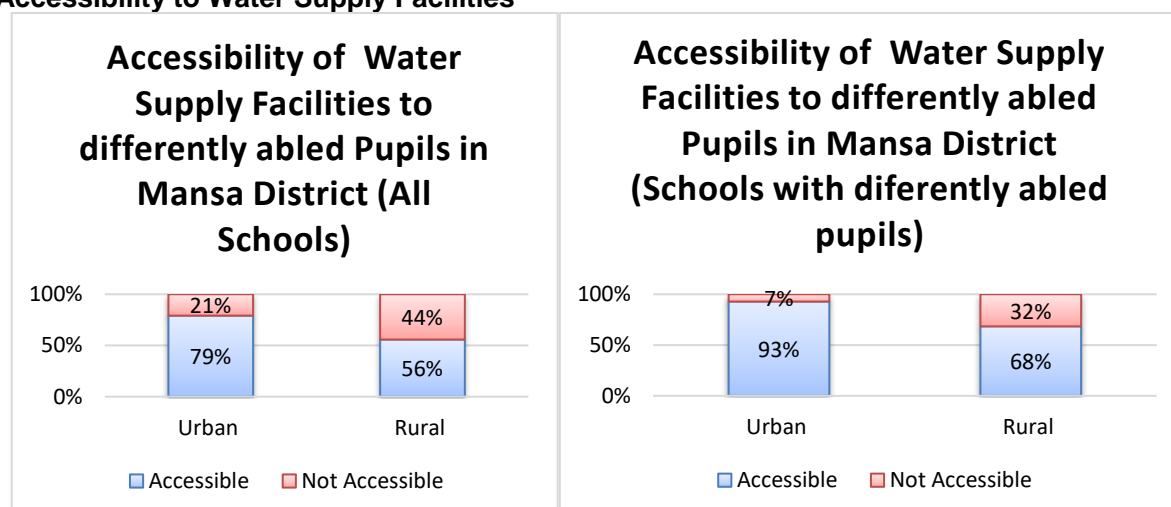 Accessibility to Water Supply Facilities
Accessibility of Water
Supply Facilities to
differently abled Pupils in
Mansa District (All
Schools)
100%
50%
0%
21%
79%
44%
56%
Urban
Rural
Accessible
Not Accessible
Accessibility of Water Supply
Facilities to differently abled
Pupils in Mansa District
(Schools with diferently abled
pupils)
100%
50%
0%
7%
93%
32%
68%
Urban
Rural
Accessible
Not Accessible